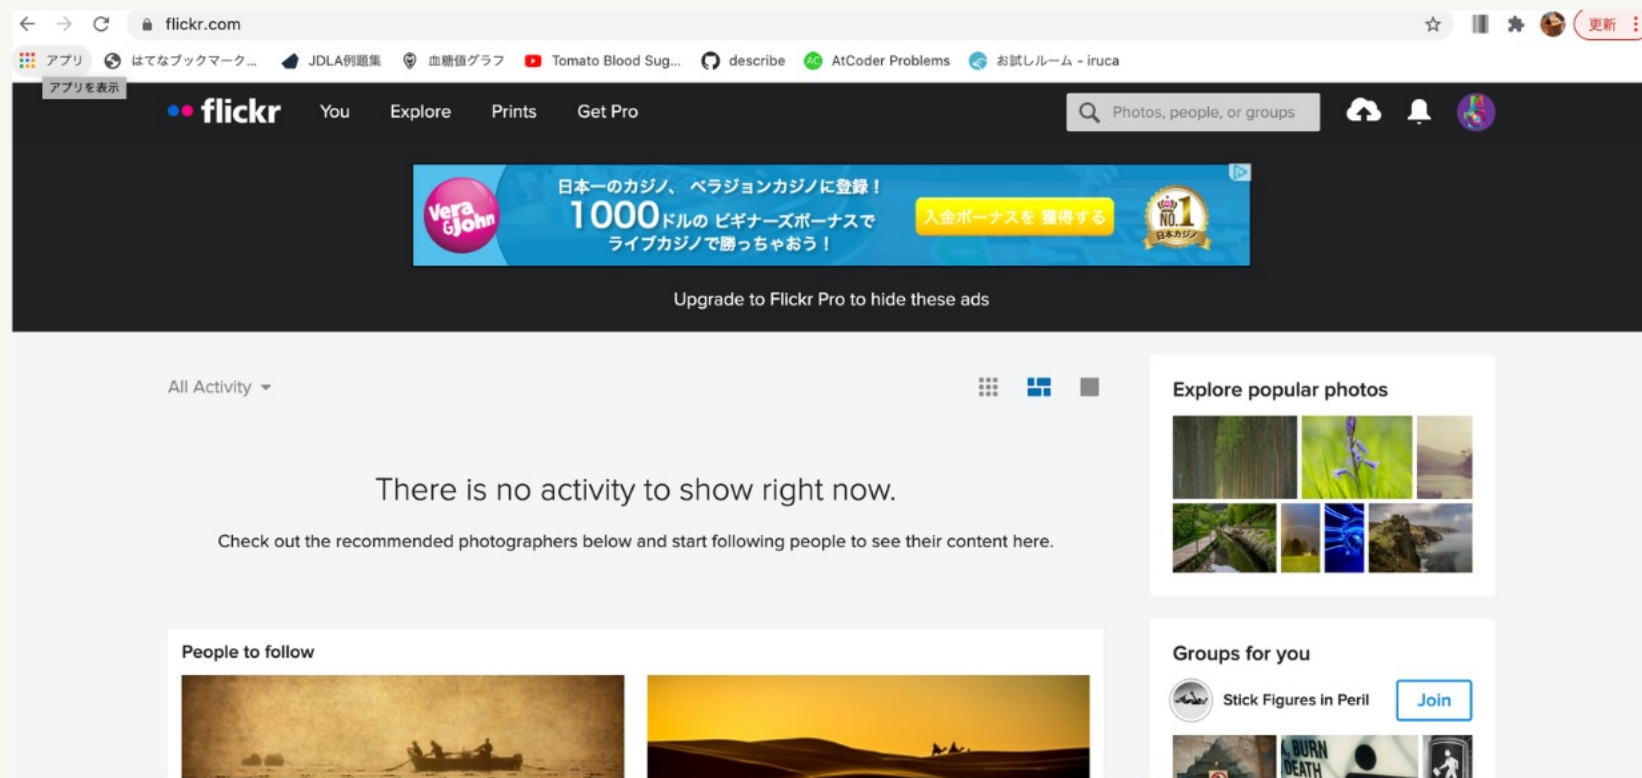 flickr.com
更新
アプリ
はてなブックマーク...
JDLA例題集
血糖値グラフ
Tomato Blood Sug...
describe
AC
AtCoder Problems
お試しルーム - iruca
アプリを表示
flickr
You
Explore
Prints
Get Pro
Photos, people, or groups
Vera
&John
日本一のカジノ、ベラジョンカジノに登録！
1000ドルの ビギナーズボーナスで
ライブカジノで勝っちゃおう！
入金ボーナスを 獲得する
NO.1
日本カジノ
Upgrade to Flickr Pro to hide these ads
All Activity
Explore popular photos
There is no activity to show right now.
Check out the recommended photographers below and start following people to see their content here.
People to follow
Groups for you
Stick Figures in Peril
Join
BURN
DEATH